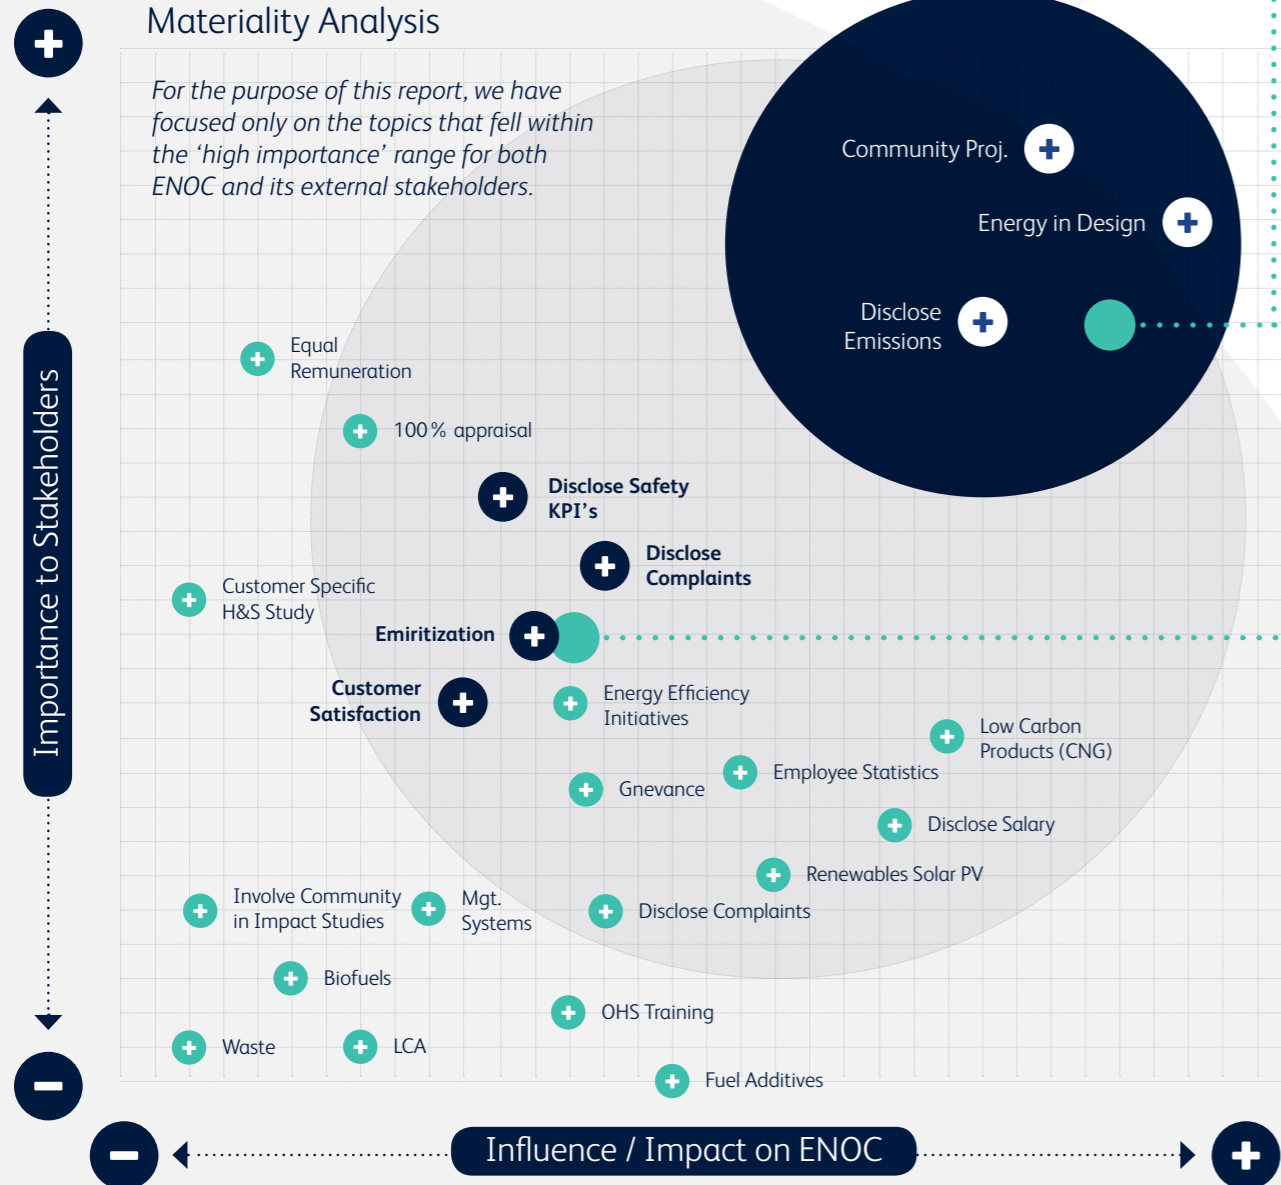 Materiality Analysis
For the purpose of this report, we have
focused only on the topics that fell within
the ‘high importance’ range for both
ENOC and its external stakeholders.
Community Proj.
Energy in Design
Disclose
Emissions
Equal
Remuneration
100% appraisal
Disclose Safety
KPI’s
Disclose
Complaints
Customer Specific
H&S Study
Emiritization
Customer
Satisfaction
Energy Efficiency
Initiatives
Low Carbon
Products (CNG)
Employee Statistics
Gnevance
Disclose Salary
Renewables Solar PV
Involve Community
in Impact Studies
Mgt.
Systems
Disclose Complaints
Biofuels
OHS Training
Waste
LCA
Fuel Additives
Importance to Stakeholders
Influence / Impact on ENOC